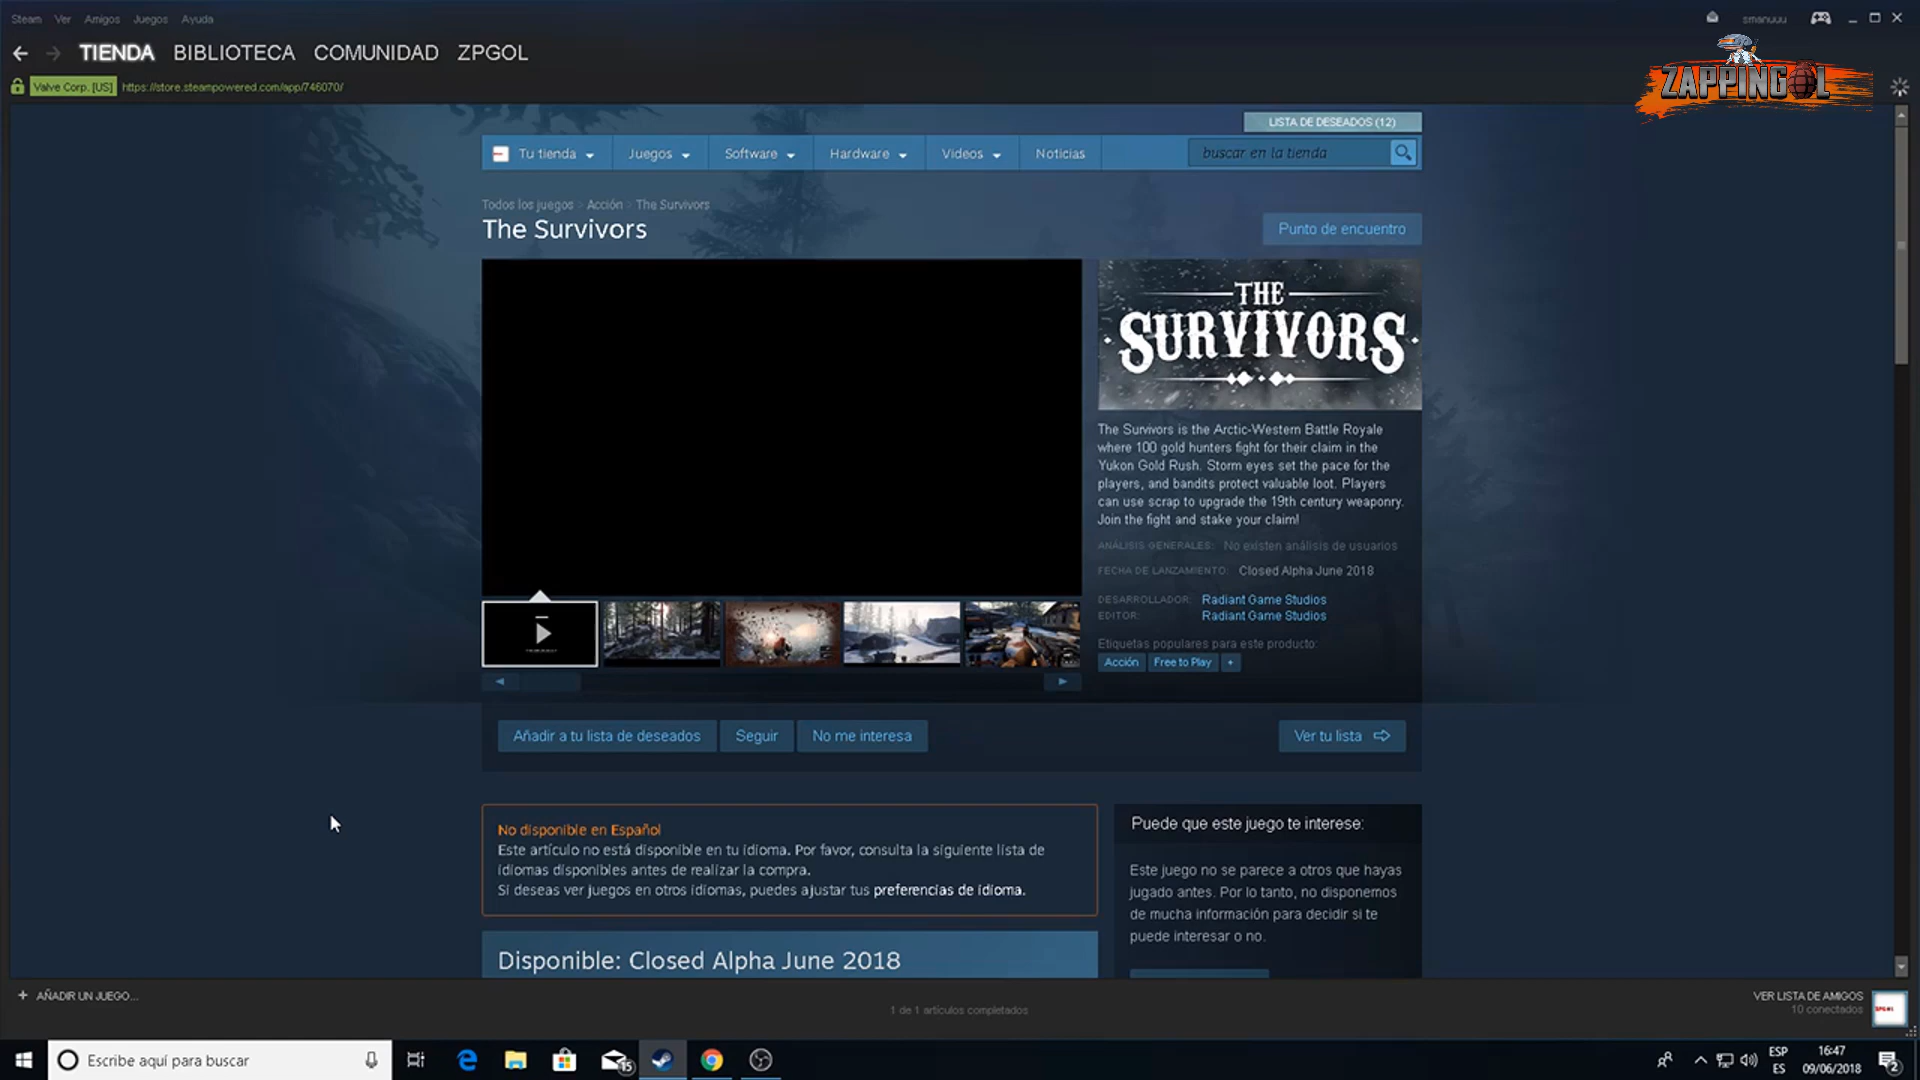 Steam Ver Amigos Juegos Ayuda
smanuuu
TIENDA BIBLIOTECA COMUNIDAD ZPGOL
ZAPPINGOL
Valve Corp. [US] https://store.steampowered.com/app/746070/
LISTA DE DESEADOS (12)
Tu tienda Juegos Software Hardware Videos Noticias
buscar en la tienda
Todos los juegos > Acción > The Survivors
The Survivors
Punto de encuentro
THE
SURVIVORS
The Survivors is the Arctic-Western Battle Royale
where 100 gold hunters fight for their claim in the
Yukon Gold Rush. Storm eyes set the pace for the
players, and bandits protect valuable loot. Players
can use scrap to upgrade the 19th century weaponry.
Join the fight and stake your claim!
ANÁLISIS GENERALES: No existen análisis de usuarios
FECHA DE LANZAMIENTO: Closed Alpha June 2018
DESARROLLADOR: Radiant Game Studios
EDITOR: Radiant Game Studios
Etiquetas populares para este producto:
Acción Free to Play +
Añadir a tu lista de deseados Seguir No me interesa
Ver tu lista
No disponible en Español
Este artículo no está disponible en tu idioma. Por favor, consulta la siguiente lista de
idiomas disponibles antes de realizar la compra.
Si deseas ver juegos en otros idiomas, puedes ajustar tus preferencias de idioma.
Puede que este juego te interese:
Este juego no se parece a otros que hayas
jugado antes. Por lo tanto, no disponemos
de mucha información para decidir si te
puede interesar o no.
Disponible: Closed Alpha June 2018
+ AÑADIR UN JUEGO...
1 de 1 artículos completados
VER LISTA DE AMIGOS
10 conectados
Escribe aquí para buscar
15
ESP
ES
16:47
09/06/2018
2